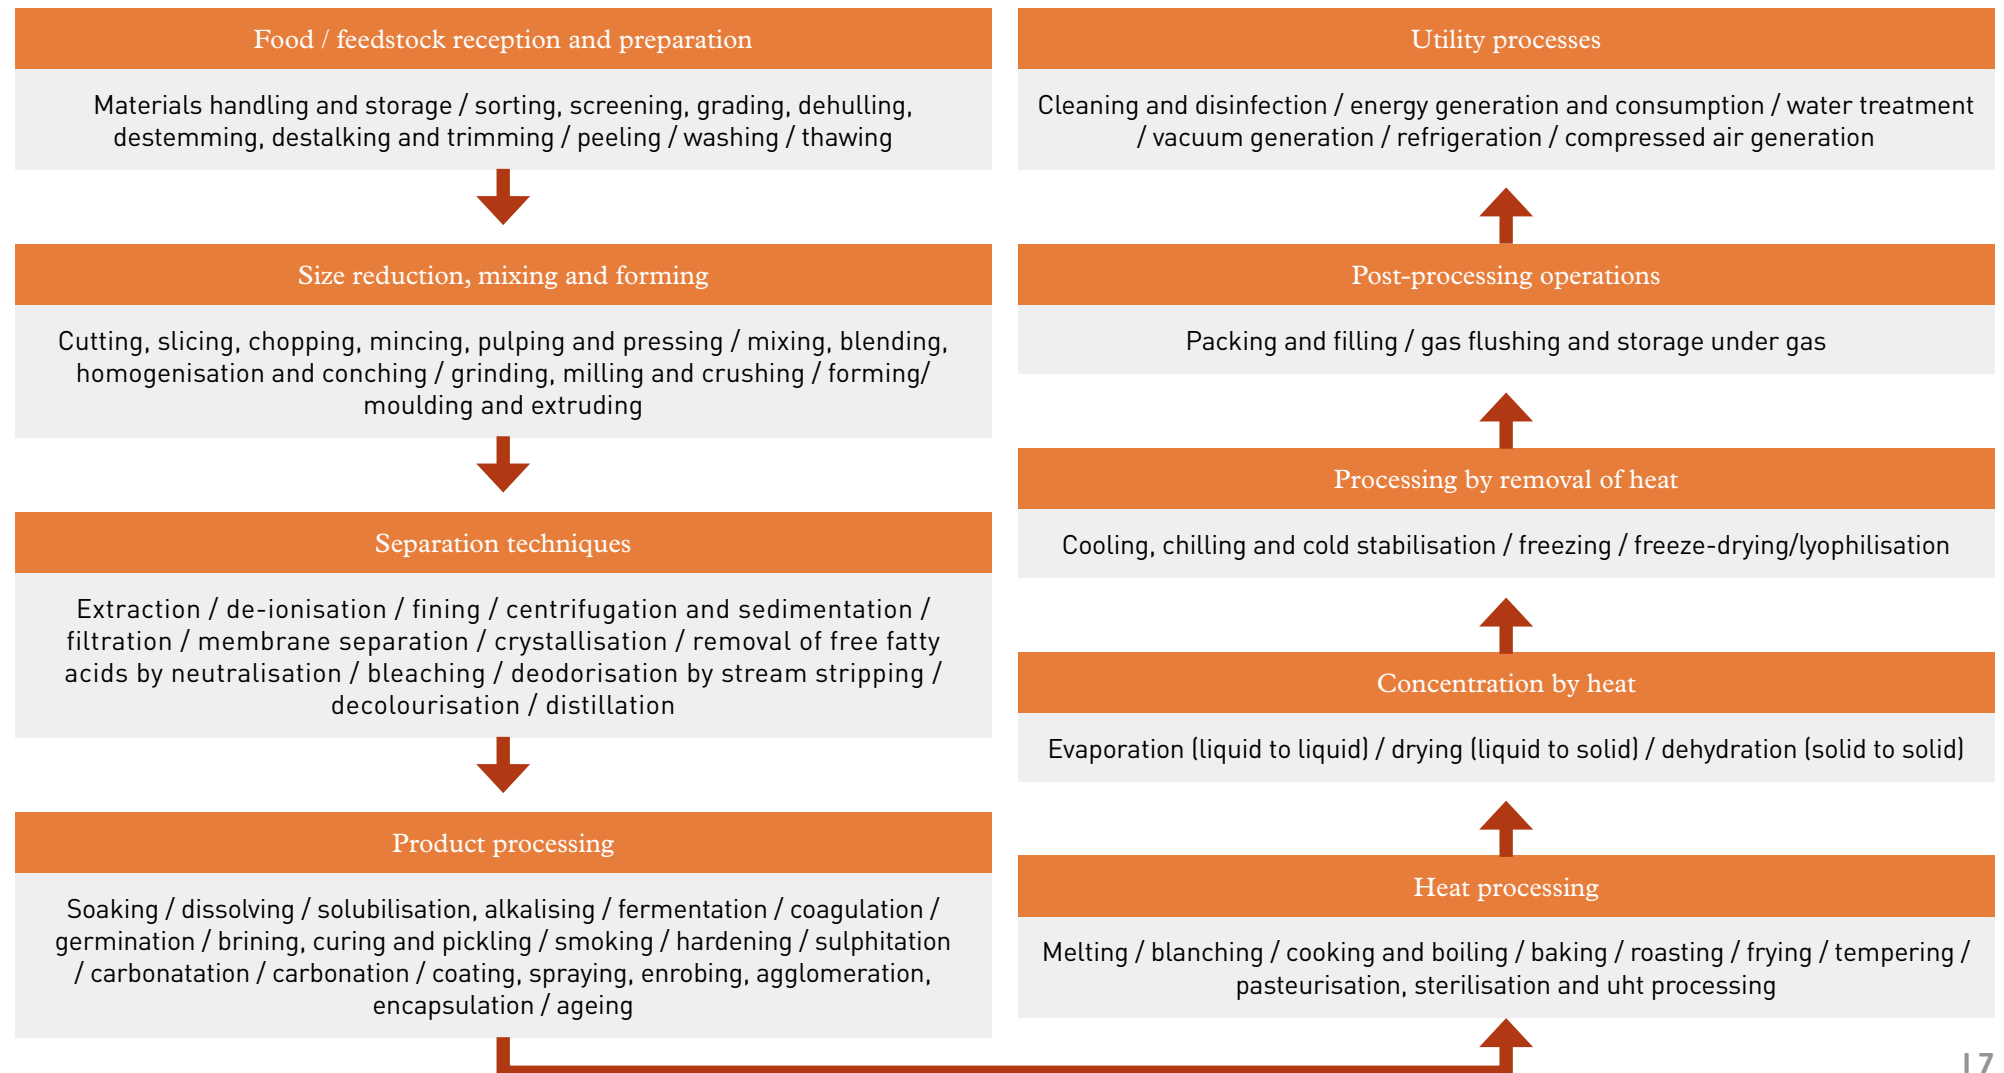 Food / feedstock reception and preparation
Materials handling and storage / sorting, screening, grading, dehulling,
destemming, destalking and trimming / peeling / washing / thawing
Size reduction, mixing and forming
Cutting, slicing, chopping, mincing, pulping and pressing / mixing, blending,
homogenisation and conching / grinding, milling and crushing / forming/
moulding and extruding
Separation techniques
Extraction / de-ionisation / fining / centrifugation and sedimentation /
filtration / membrane separation / crystallisation / removal of free fatty
acids by neutralisation / bleaching / deodorisation by stream stripping /
decolourisation / distillation
Product processing
Soaking / dissolving / solubilisation, alkalising / fermentation / coagulation /
germination / brining, curing and pickling / smoking / hardening / sulphitation
/ carbonatation / carbonation / coating, spraying, enrobing, agglomeration,
encapsulation / ageing
Utility processes
Cleaning and disinfection / energy generation and consumption / water treatment
/ vacuum generation / refrigeration / compressed air generation
Post-processing operations
Packing and filling / gas flushing and storage under gas
Processing by removal of heat
Cooling, chilling and cold stabilisation / freezing / freeze-drying/lyophilisation
Concentration by heat
Evaporation (liquid to liquid) / drying (liquid to solid) / dehydration (solid to solid)
Heat processing
Melting / blanching / cooking and boiling / baking / roasting / frying / tempering /
pasteurisation, sterilisation and uht processing
| 7